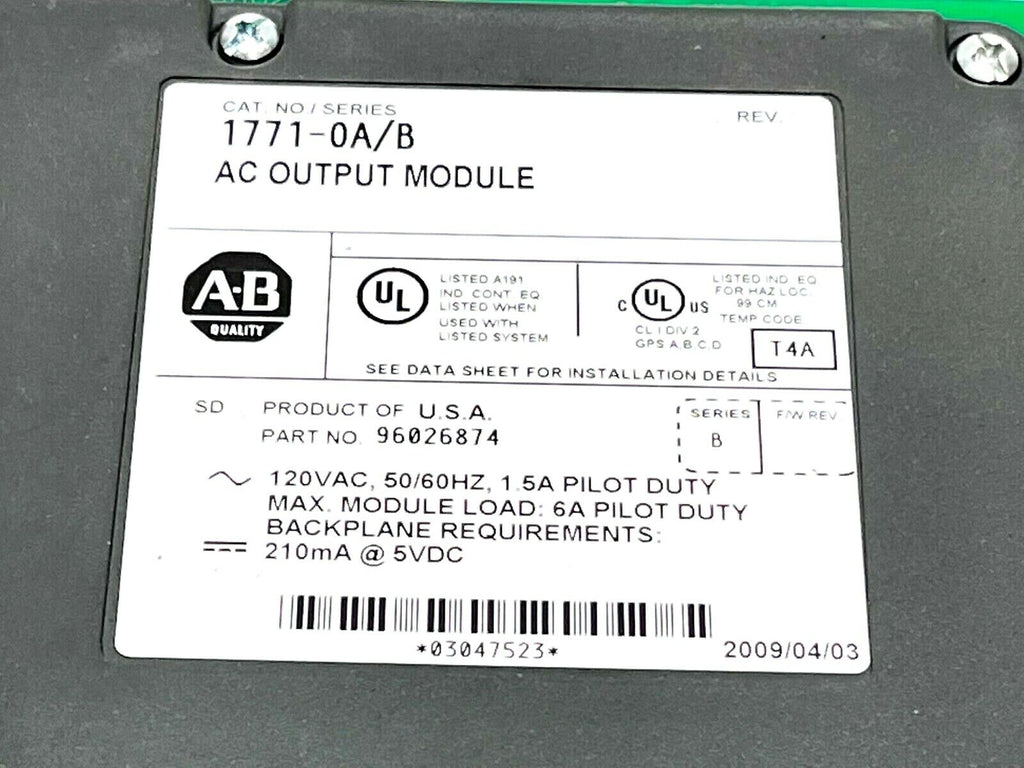 CAT. NO / SERIES
REV.
1771-0A/B
AC OUTPUT MODULE
A-B
QUALITY
UL
LISTED A191
IND CONT EQ
LISTED WHEN
USED WITH
LISTED SYSTEM
C UL US
LISTED IND. EQ
FOR HAZ LOC.
99 CM
TEMP CODE
CL I DIV 2
GPS A,B,C,D
T4A
SEE DATA SHEET FOR INSTALLATION DETAILS
SD PRODUCT OF U.S.A.
PART NO. 96026874
SERIES
B
F/W REV
120VAC, 50/60HZ, 1.5A PILOT DUTY
MAX. MODULE LOAD: 6A PILOT DUTY
BACKPLANE REQUIREMENTS:
210mA @ 5VDC
*03047523*
2009/04/03